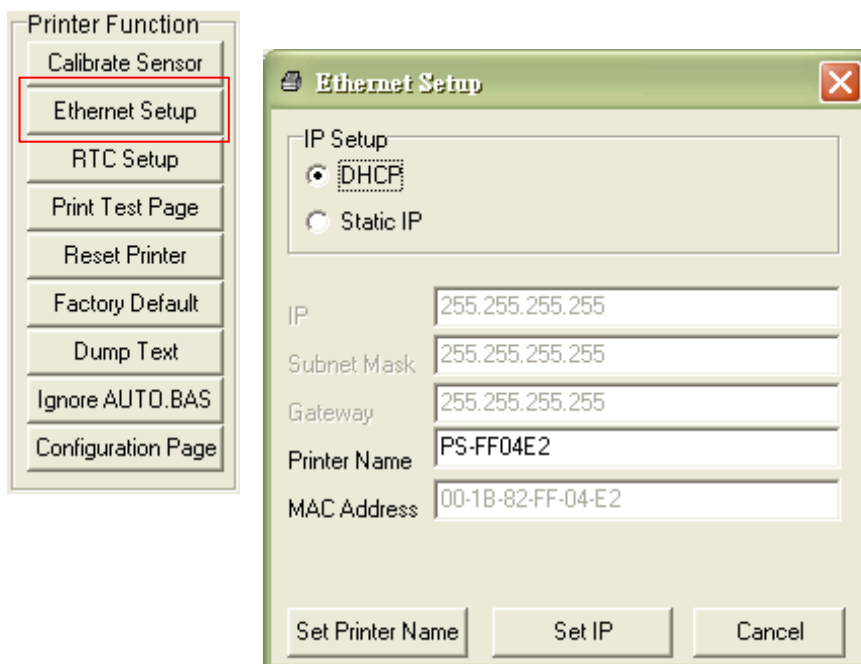 Printer Function
Calibrate Sensor
Ethernet Setup
RTC Setup
Print Test Page
Reset Printer
Factory Default
Dump Text
Ignore AUTO.BAS
Configuration Page
Ethernet Setup
IP Setup
DHCP
Static IP
IP 255.255.255.255
Subnet Mask 255.255.255.255
Gateway 255.255.255.255
Printer Name PS-FF04E2
MAC Address 00-1B-82-FF-04-E2
Set Printer Name Set IP Cancel